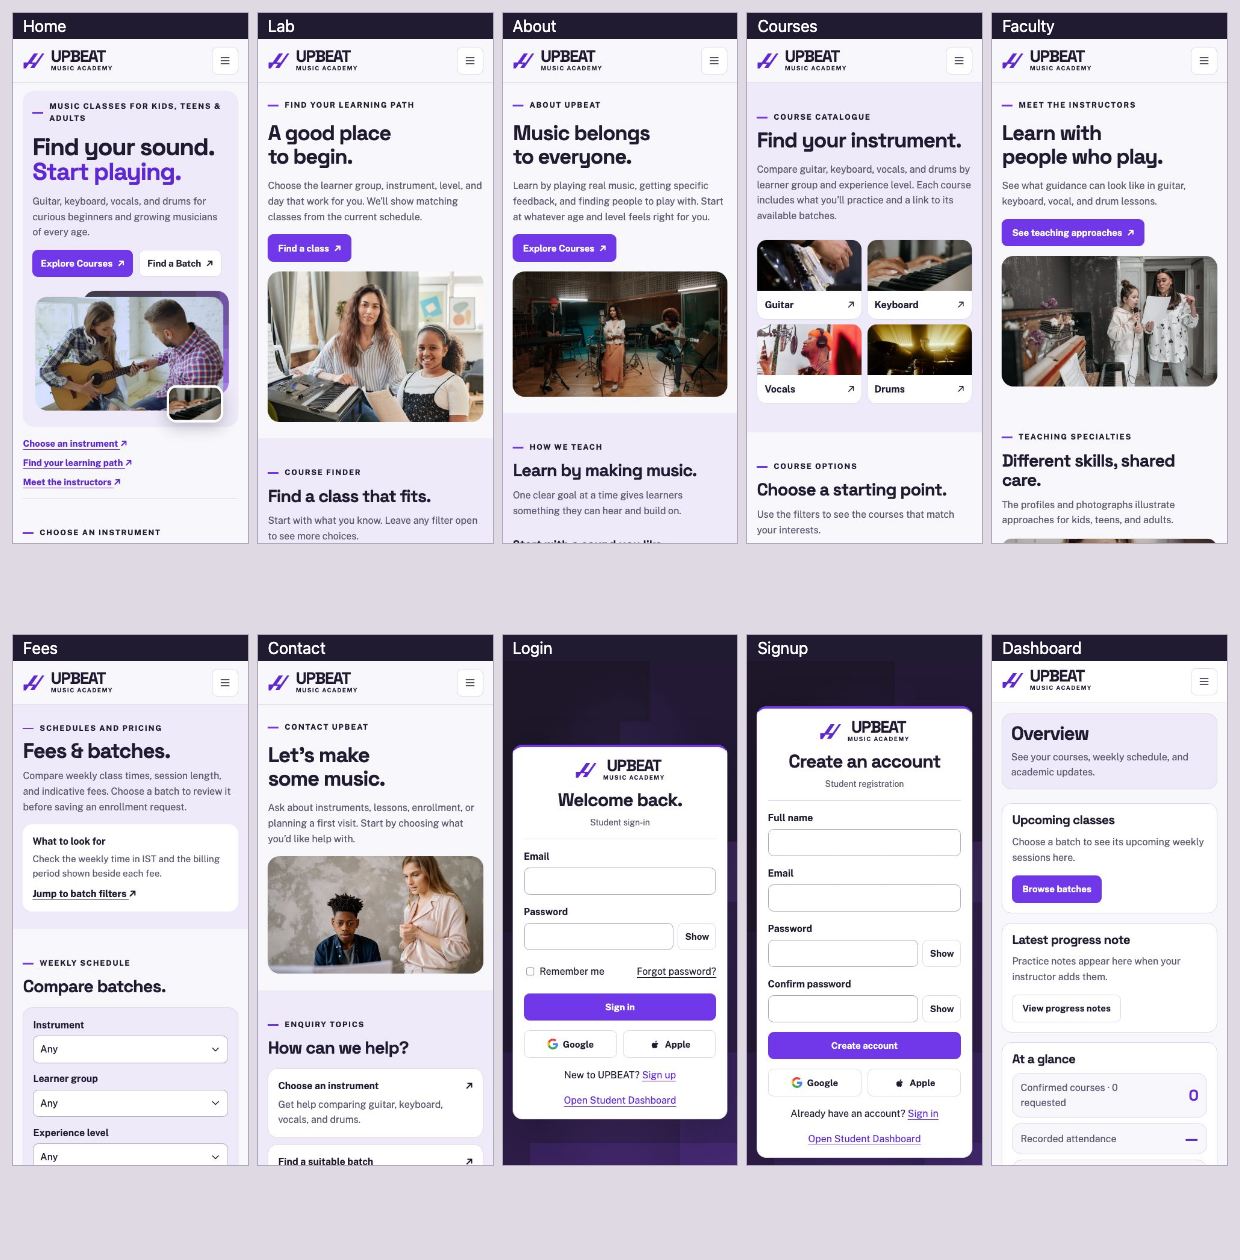 Home
UPBEAT
MUSIC ACADEMY
MUSIC CLASSES FOR KIDS, TEENS &
ADULTS
Find your sound.
Start playing.
Guitar, keyboard, vocals, and drums for
curious beginners and growing musicians
of every age.
Explore Courses ↗
Find a Batch ↗
Choose an instrument ↗
Find your learning path ↗
Meet the instructors ↗
CHOOSE AN INSTRUMENT
Lab
UPBEAT
MUSIC ACADEMY
FIND YOUR LEARNING PATH
A good place
to begin.
Choose the learner group, instrument, level, and
day that work for you. We'll show matching
classes from the current schedule.
Find a class ↗
COURSE FINDER
Find a class that fits.
Start with what you know. Leave any filter open
to see more choices.
About
UPBEAT
MUSIC ACADEMY
ABOUT UPBEAT
Music belongs
to everyone.
Learn by playing real music, getting specific
feedback, and finding people to play with. Start
at whatever age and level feels right for you.
Explore Courses ↗
HOW WE TEACH
Learn by making music.
One clear goal at a time gives learners
something they can hear and build on.
Start with a sound you like
Courses
UPBEAT
MUSIC ACADEMY
COURSE CATALOGUE
Find your instrument.
Compare guitar, keyboard, vocals, and drums by
learner group and experience level. Each course
includes what you'll practice and a link to its
available batches.
Guitar ↗
Keyboard ↗
Vocals ↗
Drums ↗
COURSE OPTIONS
Choose a starting point.
Use the filters to see the courses that match
your interests.
Faculty
UPBEAT
MUSIC ACADEMY
MEET THE INSTRUCTORS
Learn with
people who play.
See what guidance can look like in guitar,
keyboard, vocal, and drum lessons.
See teaching approaches ↗
TEACHING SPECIALTIES
Different skills, shared
care.
The profiles and photographs illustrate
approaches for kids, teens, and adults.
Fees
UPBEAT
MUSIC ACADEMY
SCHEDULES AND PRICING
Fees & batches.
Compare weekly class times, session length,
and indicative fees. Choose a batch to review it
before saving an enrollment request.
What to look for
Check the weekly time in IST and the billing
period shown beside each fee.
Jump to batch filters ↗
WEEKLY SCHEDULE
Compare batches.
Instrument
Any
Learner group
Any
Experience level
Any
Contact
UPBEAT
MUSIC ACADEMY
CONTACT UPBEAT
Let's make
some music.
Ask about instruments, lessons, enrollment, or
planning a first visit. Start by choosing what
you'd like help with.
ENQUIRY TOPICS
How can we help?
Choose an instrument ↗
Get help comparing guitar, keyboard,
vocals, and drums.
Find a suitable batch ↗
Login
UPBEAT
MUSIC ACADEMY
Welcome back.
Student sign-in
Email
Password
Show
Remember me
Forgot password?
Sign in
Google
Apple
New to UPBEAT? Sign up
Open Student Dashboard
Signup
UPBEAT
MUSIC ACADEMY
Create an account
Student registration
Full name
Email
Password
Show
Confirm password
Show
Create account
Google
Apple
Already have an account? Sign in
Open Student Dashboard
Dashboard
UPBEAT
MUSIC ACADEMY
Overview
See your courses, weekly schedule, and
academic updates.
Upcoming classes
Choose a batch to see its upcoming weekly
sessions here.
Browse batches
Latest progress note
Practice notes appear here when your
instructor adds them.
View progress notes
At a glance
Confirmed courses · 0
requested
0
Recorded attendance
—